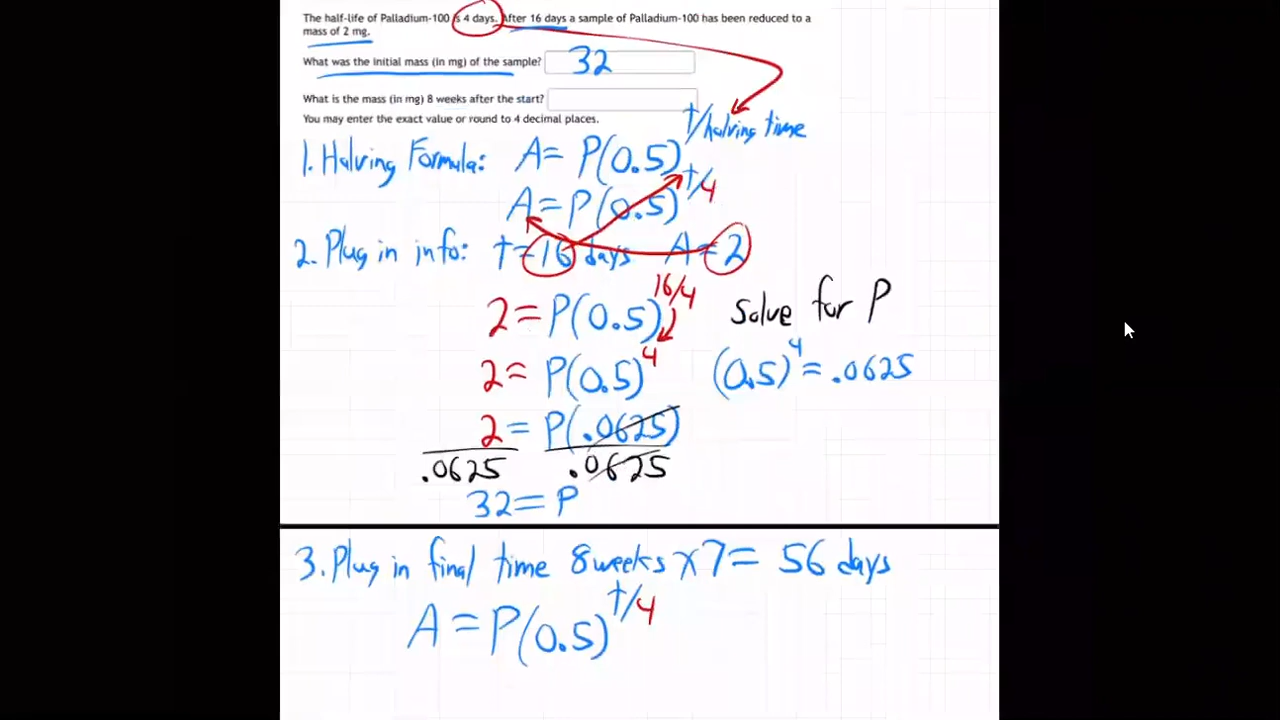 The half-life of Palladium-100 is 4 days. After 16 days a sample of Palladium-100 has been reduced to a
mass of 2 mg.
What was the initial mass (in mg) of the sample? 32
What is the mass (in mg) 8 weeks after the start?
You may enter the exact value or round to 4 decimal places.
1. Halving Formula: A = P(0.5)^t/halving time
A = P(0.5)^t/4
2. Plug in info: t = 16 days A = 2
2 = P(0.5)^16/4 solve for P
2 = P(0.5)^4 (0.5)^4 = .0625
2 = P(.0625)
.0625 .0625
32 = P
3. Plug in final time 8 weeks x 7 = 56 days
A = P(0.5)^t/4